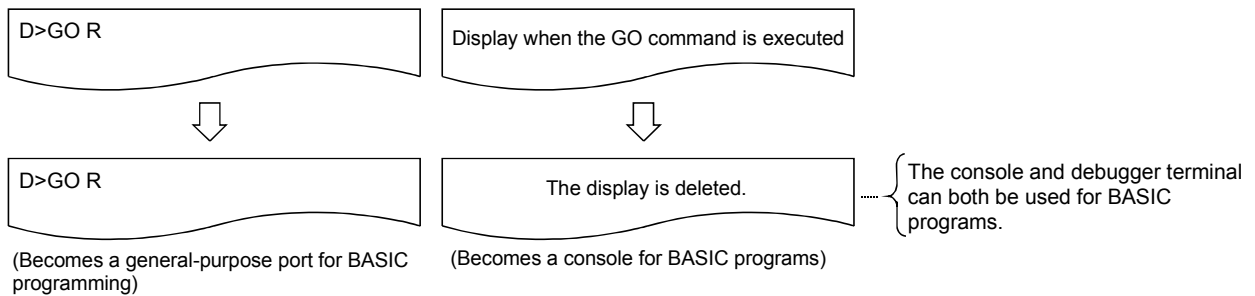 D>GO R
Display when the GO command is executed
D>GO R
The display is deleted.
The console and debugger terminal
can both be used for BASIC
programs.
(Becomes a general-purpose port for BASIC
programming)
(Becomes a console for BASIC programs)